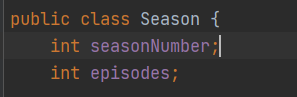 public class Season {
    int seasonNumber;
    int episodes;